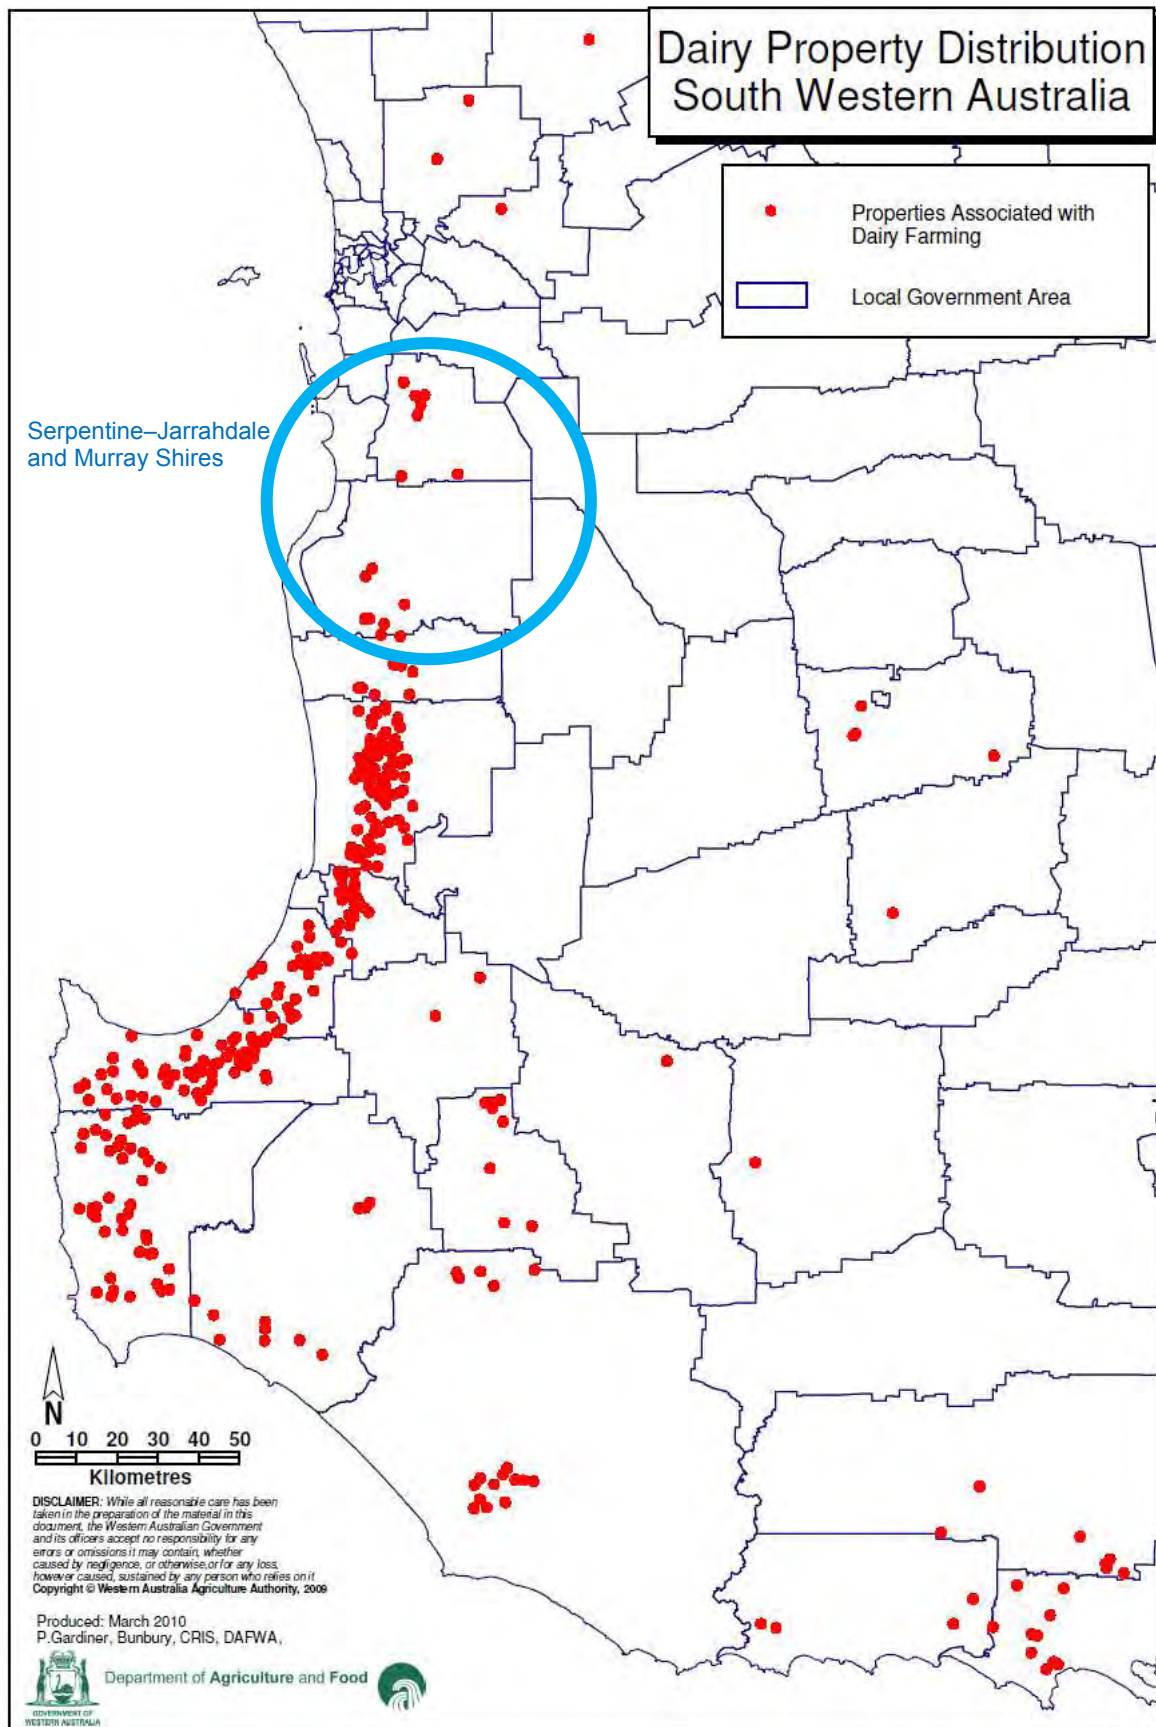 Dairy Property Distribution
South Western Australia
Properties Associated with
Dairy Farming
Local Government Area
Serpentine–Jarrahdale
and Murray Shires
N
0 10 20 30 40 50
Kilometres
DISCLAIMER: While all reasonable care has been
taken in the preparation of the material in this
document, the Western Australian Government
and its officers accept no responsibility for any
errors or omissions it may contain, whether
caused by negligence, or otherwise,or for any loss,
however caused, sustained by any person who relies on it
Copyright © Western Australia Agriculture Authority, 2009
Produced: March 2010
P.Gardiner, Bunbury, CRIS, DAFWA,
Department of Agriculture and Food
GOVERNMENT OF
WESTERN AUSTRALIA